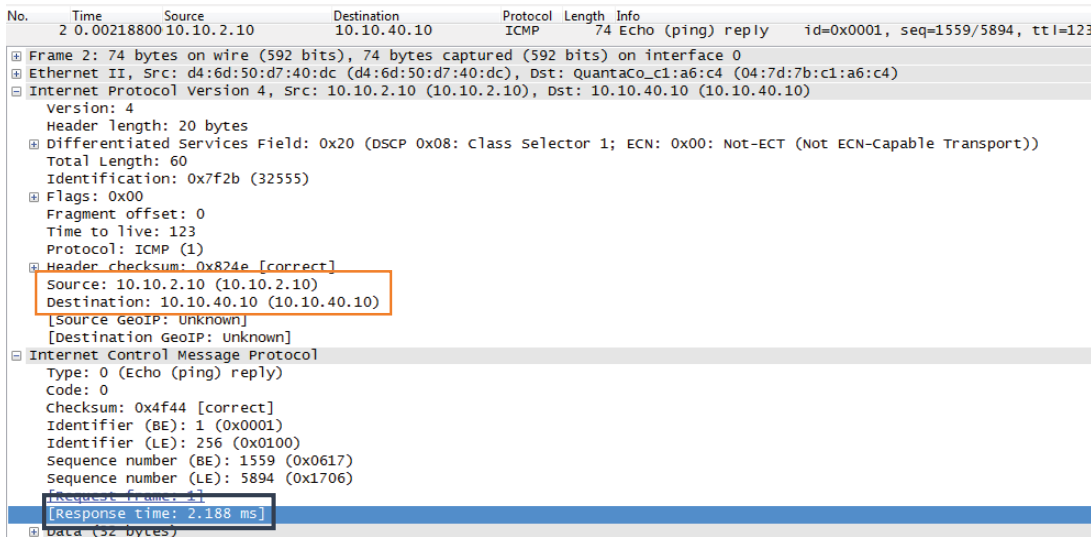 No. Time Source Destination Protocol Length Info
2 0.00218800 10.10.2.10 10.10.40.10 ICMP 74 Echo (ping) reply id=0x0001, seq=1559/5894, ttl=123
Frame 2: 74 bytes on wire (592 bits), 74 bytes captured (592 bits) on interface 0
Ethernet II, Src: d4:6d:50:d7:40:dc (d4:6d:50:d7:40:dc), Dst: QuantaCo_c1:a6:c4 (04:7d:7b:c1:a6:c4)
Internet Protocol Version 4, Src: 10.10.2.10 (10.10.2.10), Dst: 10.10.40.10 (10.10.40.10)
Version: 4
Header length: 20 bytes
Differentiated Services Field: 0x20 (DSCP 0x08: Class Selector 1; ECN: 0x00: Not-ECT (Not ECN-Capable Transport))
Total Length: 60
Identification: 0x7f2b (32555)
Flags: 0x00
Fragment offset: 0
Time to live: 123
Protocol: ICMP (1)
Header checksum: 0x824e [correct]
Source: 10.10.2.10 (10.10.2.10)
Destination: 10.10.40.10 (10.10.40.10)
[Source GeoIP: Unknown]
[Destination GeoIP: Unknown]
Internet Control Message Protocol
Type: 0 (Echo (ping) reply)
Code: 0
Checksum: 0x4f44 [correct]
Identifier (BE): 1 (0x0001)
Identifier (LE): 256 (0x0100)
Sequence number (BE): 1559 (0x0617)
Sequence number (LE): 5894 (0x1706)
[Request frame: 1]
[Response time: 2.188 ms]
Data (32 bytes)